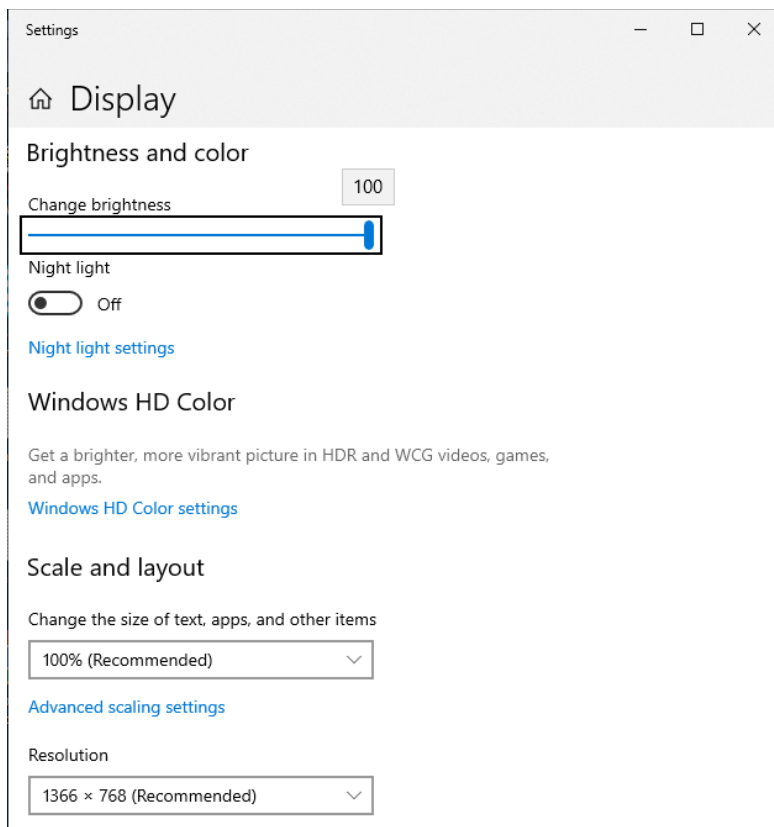 Settings
Display
Brightness and color
100
Change brightness
Night light
Off
Night light settings
Windows HD Color
Get a brighter, more vibrant picture in HDR and WCG videos, games,
and apps.
Windows HD Color settings
Scale and layout
Change the size of text, apps, and other items
100% (Recommended)
Advanced scaling settings
Resolution
1366 × 768 (Recommended)